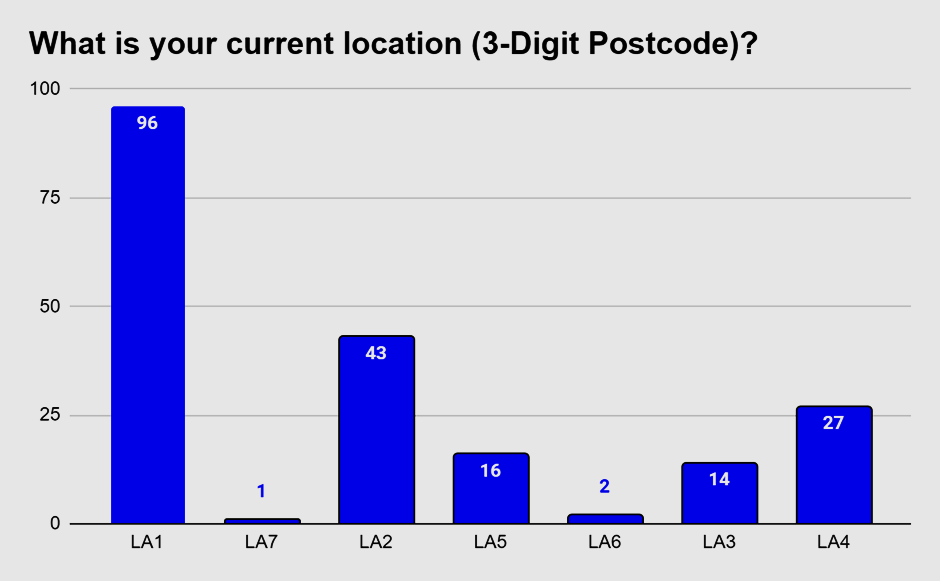 What is your current location (3-Digit Postcode)?
100
75
50
25
0
96
1
43
16
2
14
27
LA1
LA7
LA2
LA5
LA6
LA3
LA4